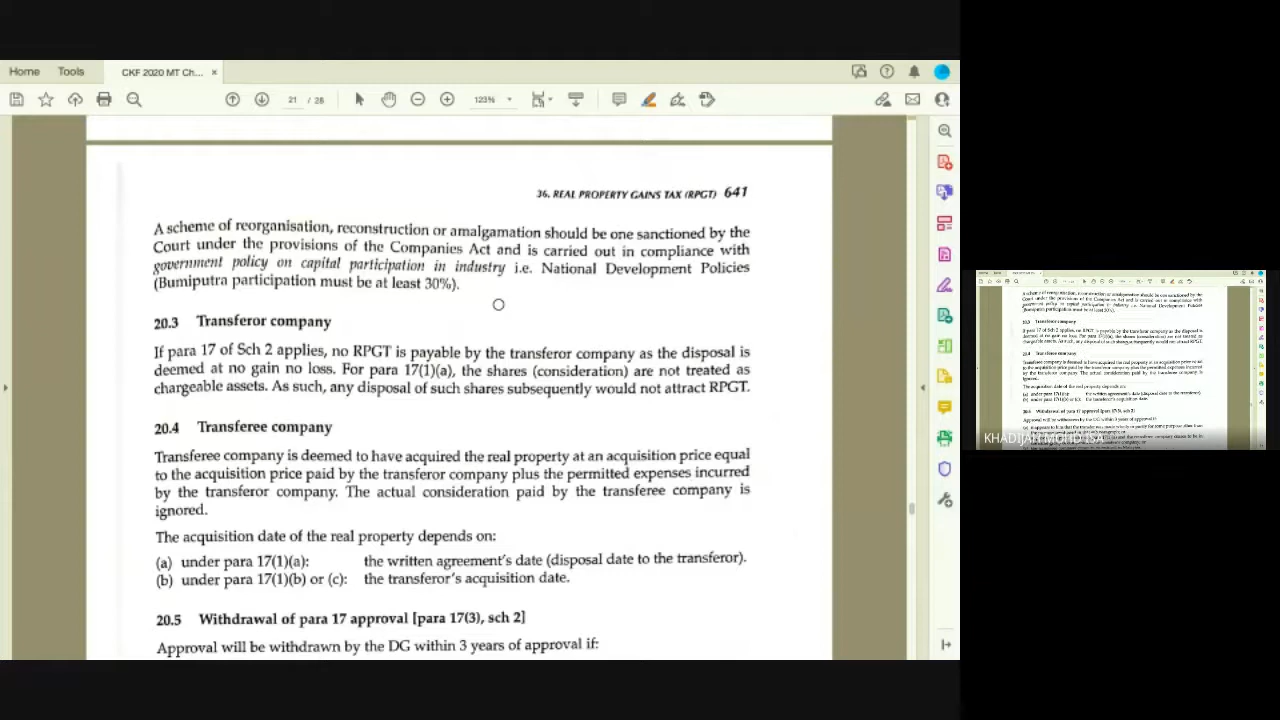 Home Tools CKF 2020 MT Ch... ×
21 / 28 123%
36. REAL PROPERTY GAINS TAX (RPGT) 641
A scheme of reorganisation, reconstruction or amalgamation should be one sanctioned by the
Court under the provisions of the Companies Act and is carried out in compliance with
government policy on capital participation in industry i.e. National Development Policies
(Bumiputra participation must be at least 30%).
20.3 Transferor company
If para 17 of Sch 2 applies, no RPGT is payable by the transferor company as the disposal is
deemed at no gain no loss. For para 17(1)(a), the shares (consideration) are not treated as
chargeable assets. As such, any disposal of such shares subsequently would not attract RPGT.
20.4 Transferee company
Transferee company is deemed to have acquired the real property at an acquisition price equal
to the acquisition price paid by the transferor company plus the permitted expenses incurred
by the transferor company. The actual consideration paid by the transferee company is
ignored.
The acquisition date of the real property depends on:
(a) under para 17(1)(a): the written agreement's date (disposal date to the transferor).
(b) under para 17(1)(b) or (c): the transferor's acquisition date.
20.5 Withdrawal of para 17 approval [para 17(3), sch 2]
Approval will be withdrawn by the DG within 3 years of approval if:
KHADIJAH MOHD ISA